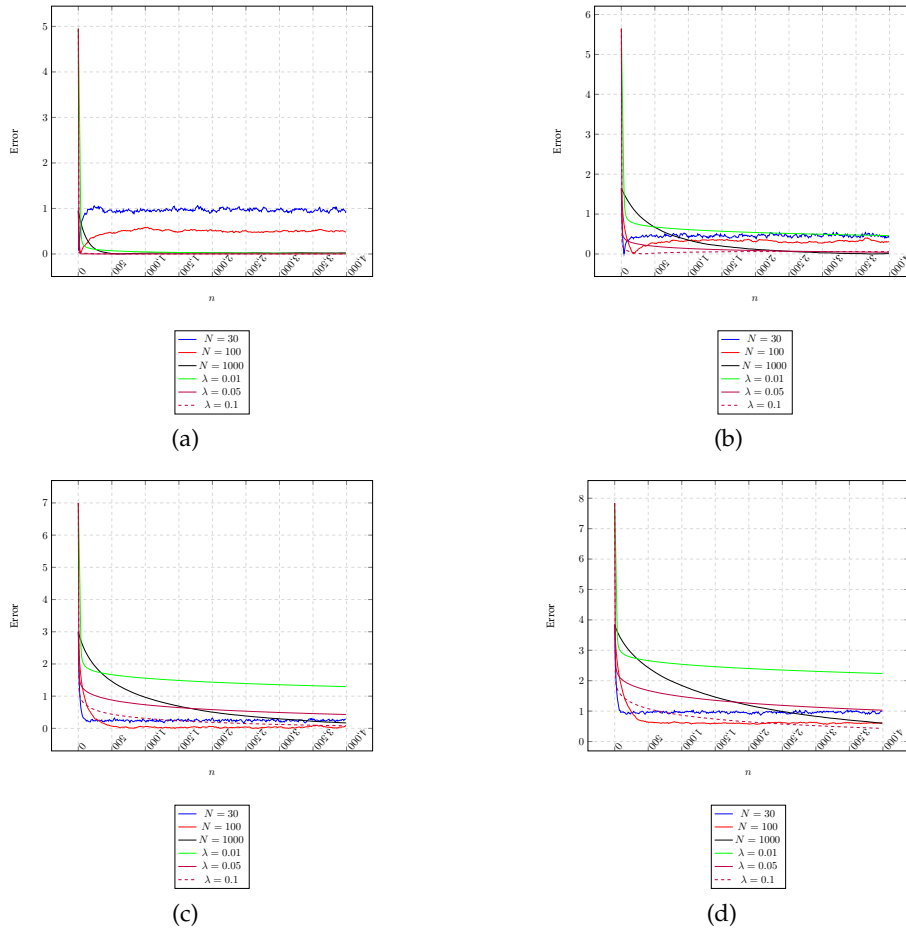 5
4
3
2
1
0
Error
0
500
1,000
1,500
2,000
2,500
3,000
3,500
4,000
n
N = 30
N = 100
N = 1000
λ = 0.01
λ = 0.05
λ = 0.1
(a)
6
5
4
3
2
1
0
Error
0
500
1,000
1,500
2,000
2,500
3,000
3,500
4,000
n
N = 30
N = 100
N = 1000
λ = 0.01
λ = 0.05
λ = 0.1
(b)
7
6
5
4
3
2
1
0
Error
0
500
1,000
1,500
2,000
2,500
3,000
3,500
4,000
n
N = 30
N = 100
N = 1000
λ = 0.01
λ = 0.05
λ = 0.1
(c)
8
7
6
5
4
3
2
1
0
Error
0
500
1,000
1,500
2,000
2,500
3,000
3,500
4,000
n
N = 30
N = 100
N = 1000
λ = 0.01
λ = 0.05
λ = 0.1
(d)